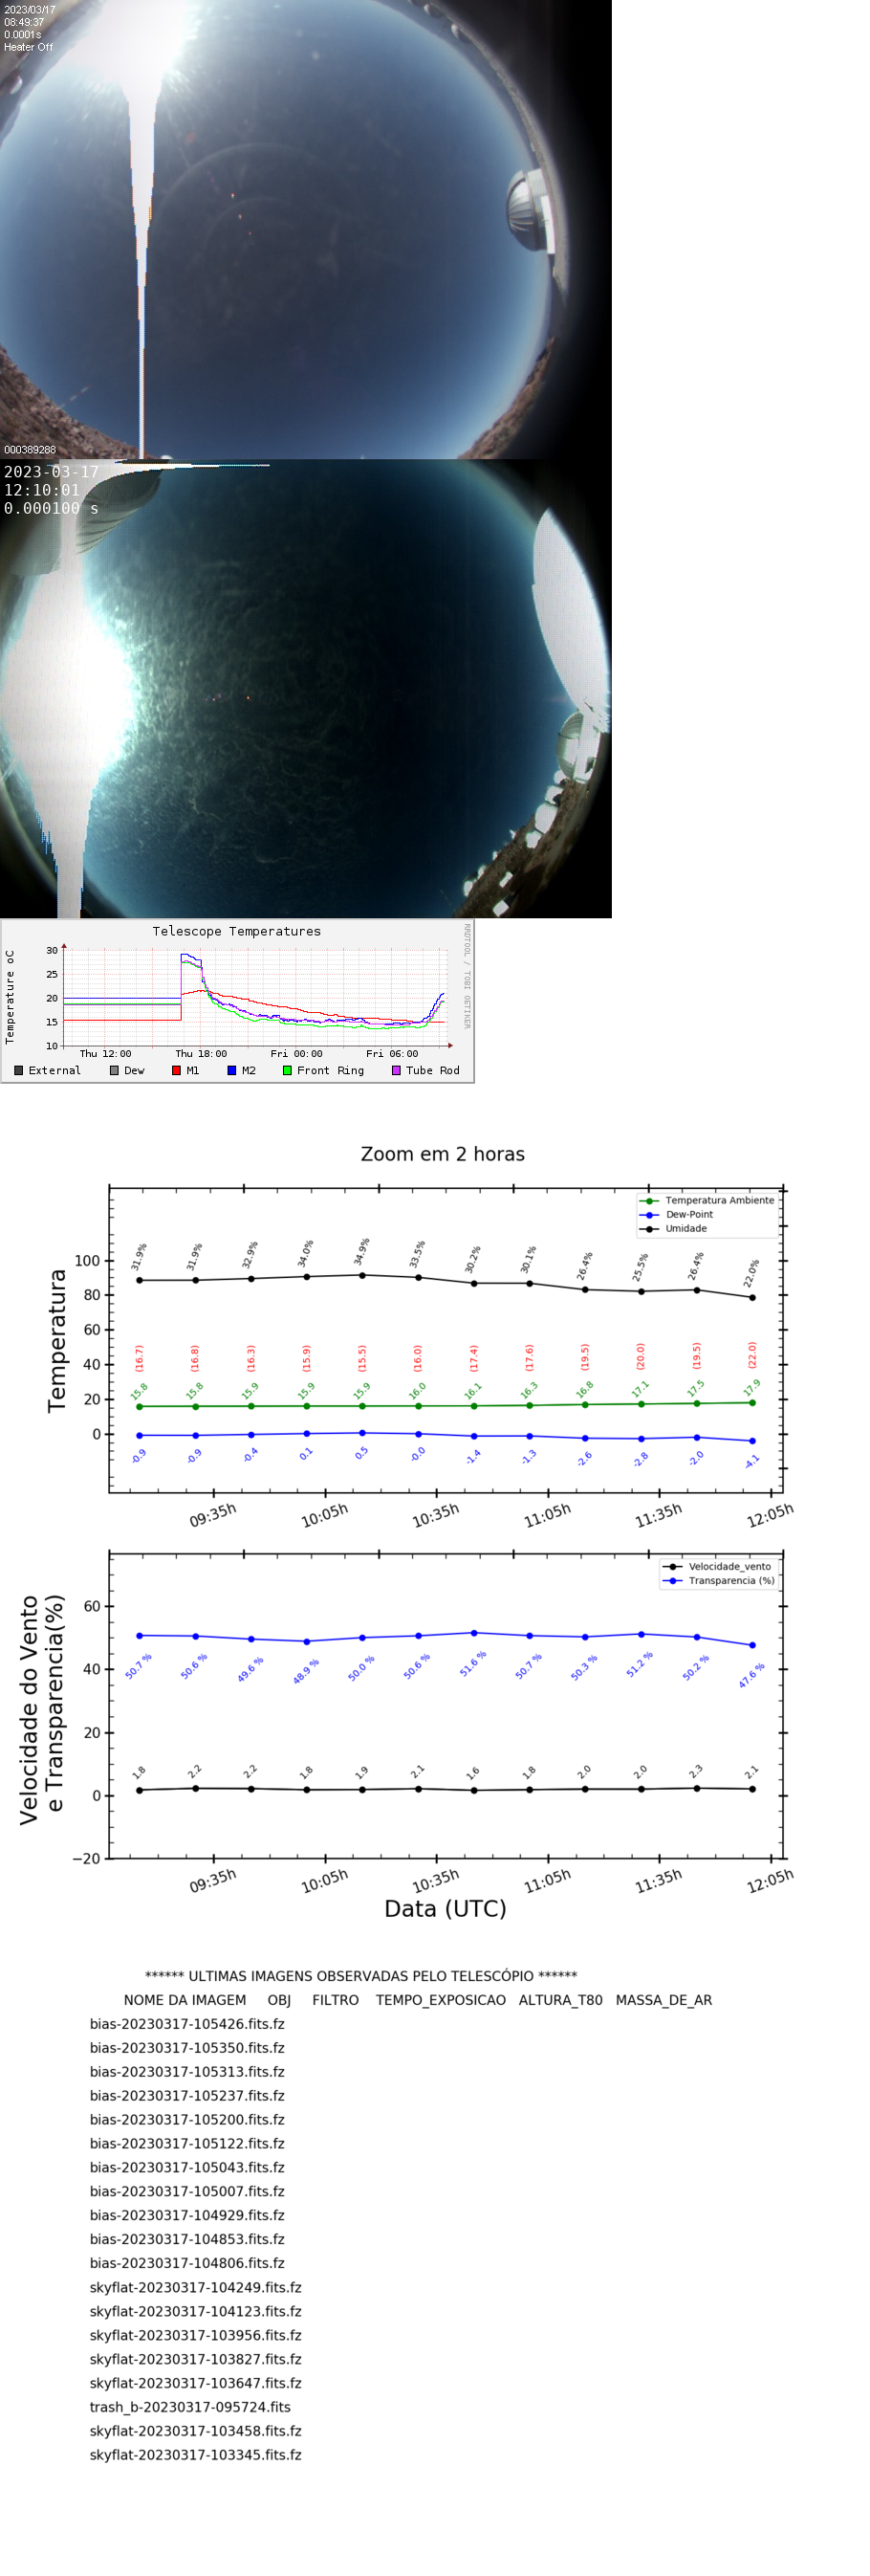 2023/03/17
08:49:37
0.0001s
Heater Off
000389288
2023-03-17
12:10:01
0.000100 s
Telescope Temperatures
Temperature oC
RRDTOOL / TOBI OETIKER
30
25
20
15
10
Thu 12:00 Thu 18:00 Fri 00:00 Fri 06:00
External Dew M1 M2 Front Ring Tube Rod
Zoom em 2 horas
Temperatura
Temperatura Ambiente
Dew-Point
Umidade
100
80
60
40
20
0
31.9% 31.9% 32.9% 34.0% 34.9% 33.5% 30.2% 30.1% 26.4% 25.5% 26.4% 22.0%
(16.7) (16.8) (16.3) (15.9) (15.5) (16.0) (17.4) (17.6) (19.5) (20.0) (19.5) (22.0)
15.8 15.8 15.9 15.9 15.9 16.0 16.1 16.3 16.8 17.1 17.5 17.9
-0.9 -0.9 -0.4 0.1 0.5 -0.0 -1.4 -1.3 -2.6 -2.8 -2.0 -4.1
09:35h 10:05h 10:35h 11:05h 11:35h 12:05h
Velocidade do Vento
e Transparencia(%)
Velocidade_vento
Transparencia (%)
60
40
20
0
−20
50.7 % 50.6 % 49.6 % 48.9 % 50.0 % 50.6 % 51.6 % 50.7 % 50.3 % 51.2 % 50.2 % 47.6 %
1.8 2.2 2.2 1.8 1.9 2.1 1.6 1.8 2.0 2.0 2.3 2.1
09:35h 10:05h 10:35h 11:05h 11:35h 12:05h
Data (UTC)
****** ULTIMAS IMAGENS OBSERVADAS PELO TELESCÓPIO ******
NOME DA IMAGEM OBJ FILTRO TEMPO_EXPOSICAO ALTURA_T80 MASSA_DE_AR
bias-20230317-105426.fits.fz
bias-20230317-105350.fits.fz
bias-20230317-105313.fits.fz
bias-20230317-105237.fits.fz
bias-20230317-105200.fits.fz
bias-20230317-105122.fits.fz
bias-20230317-105043.fits.fz
bias-20230317-105007.fits.fz
bias-20230317-104929.fits.fz
bias-20230317-104853.fits.fz
bias-20230317-104806.fits.fz
skyflat-20230317-104249.fits.fz
skyflat-20230317-104123.fits.fz
skyflat-20230317-103956.fits.fz
skyflat-20230317-103827.fits.fz
skyflat-20230317-103647.fits.fz
trash_b-20230317-095724.fits
skyflat-20230317-103458.fits.fz
skyflat-20230317-103345.fits.fz